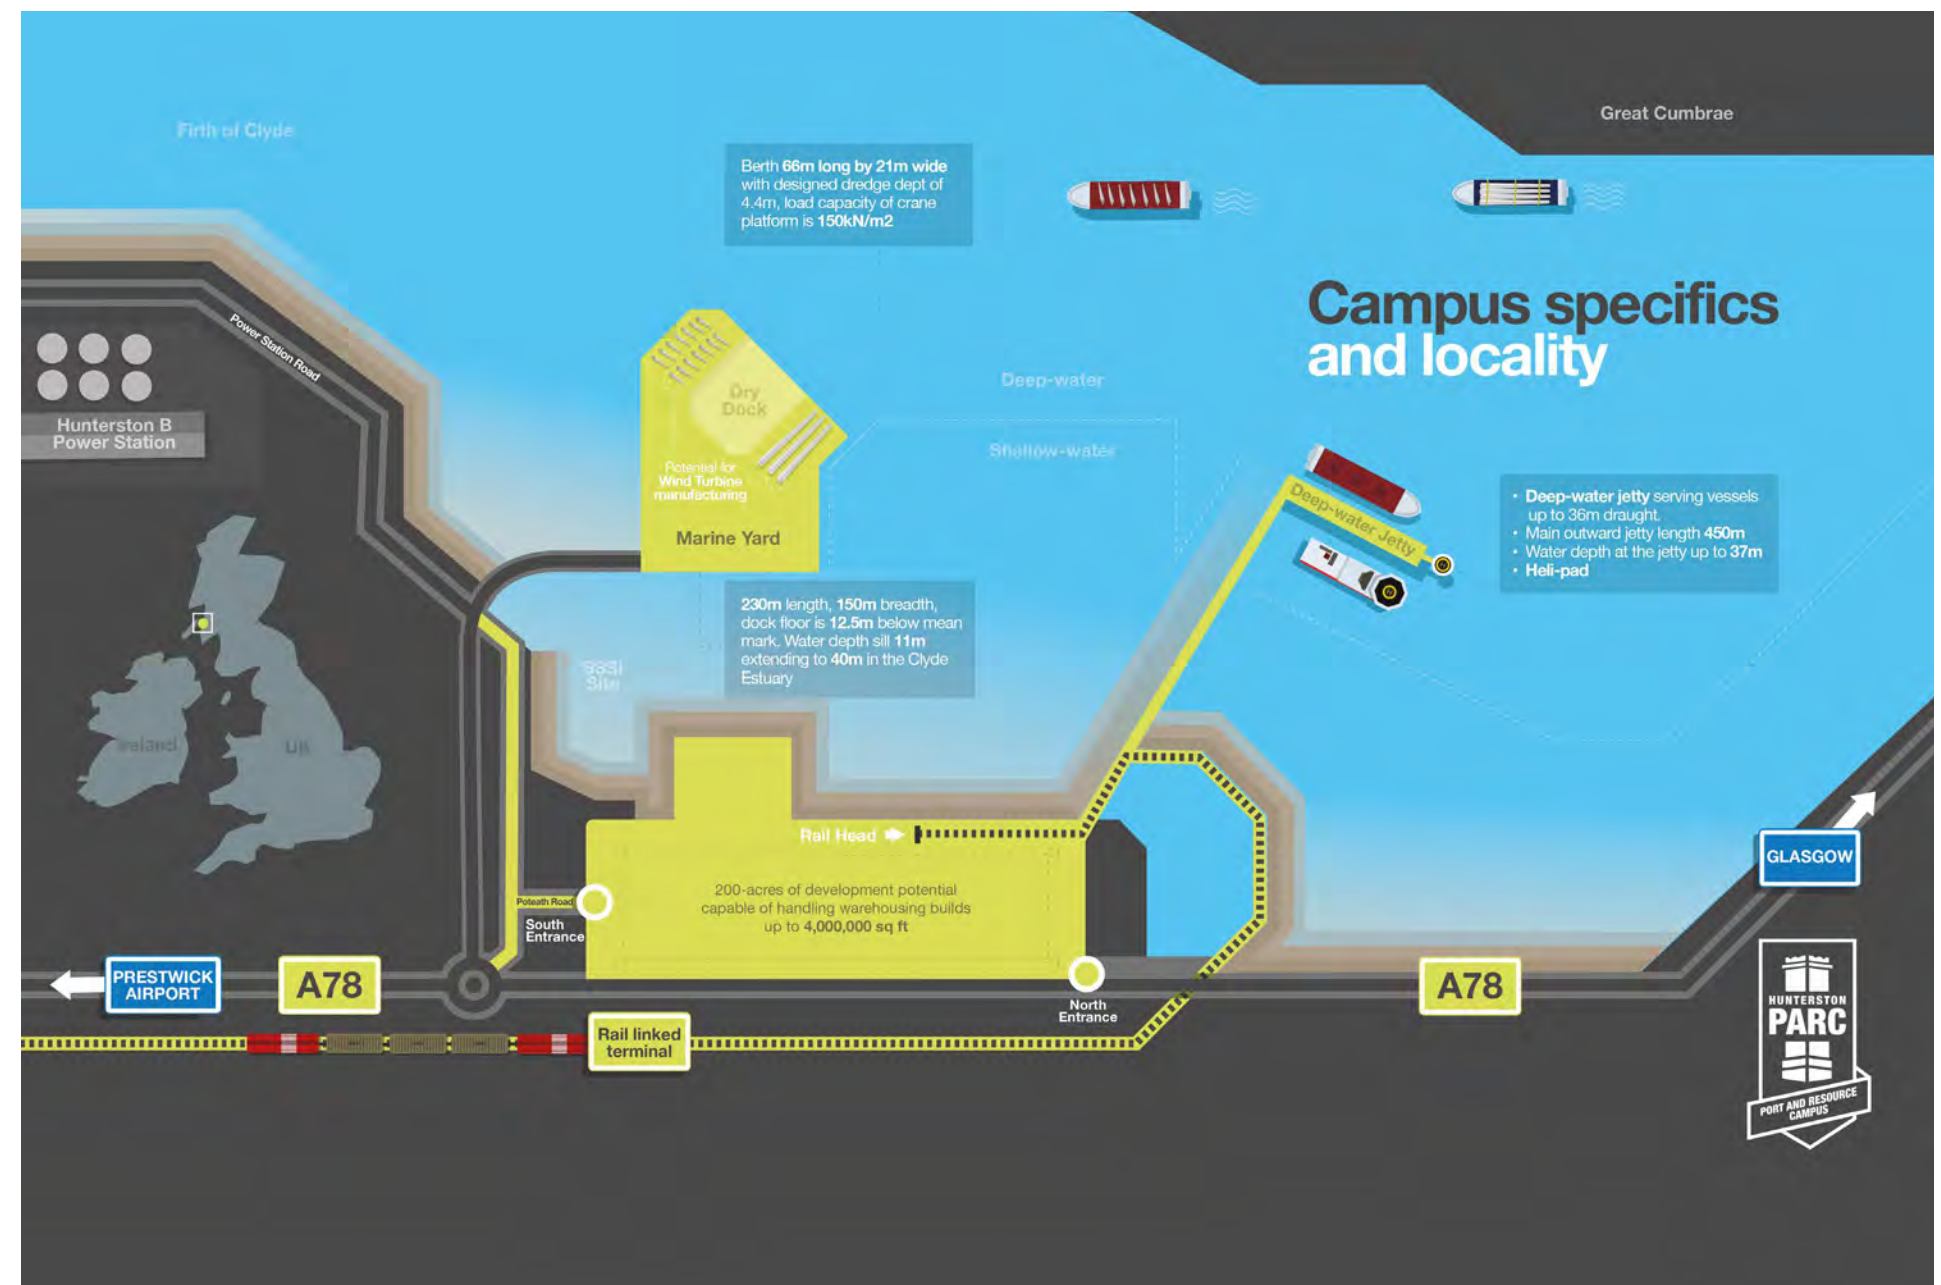 Firth of Clyde
Great Cumbrae
Berth 66m long by 21m wide
with designed dredge dept of
4.4m, load capacity of crane
platform is 150kN/m2
Campus specifics
and locality
Power Station Road
Hunterston B
Power Station
Dry
Dock
Potential for
Wind Turbine
manufacturing
Marine Yard
Deep-water
Shallow-water
Deep-water Jetty
• Deep-water jetty serving vessels
up to 36m draught.
• Main outward jetty length 450m
• Water depth at the jetty up to 37m
• Heli-pad
230m length, 150m breadth,
dock floor is 12.5m below mean
mark. Water depth sill 11m
extending to 40m in the Clyde
Estuary
SSSI
Site
Ireland
UK
Rail Head
200-acres of development potential
capable of handling warehousing builds
up to 4,000,000 sq ft
Poteath Road
South
Entrance
GLASGOW
PRESTWICK
AIRPORT
A78
A78
North
Entrance
Rail linked
terminal
HUNTERSTON
PARC
PORT AND RESOURCE
CAMPUS